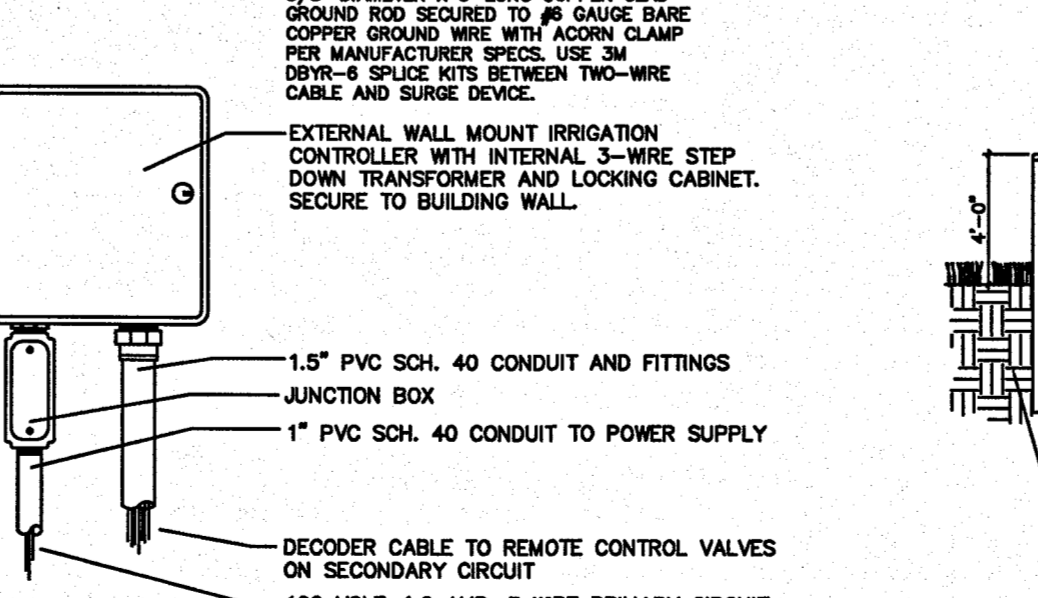 GROUND ROD SECURED TO #6 GAUGE BARE
COPPER GROUND WIRE WITH ACORN CLAMP
PER MANUFACTURER SPECS. USE 3M
DBYR-6 SPLICE KITS BETWEEN TWO-WIRE
CABLE AND SURGE DEVICE.
EXTERNAL WALL MOUNT IRRIGATION
CONTROLLER WITH INTERNAL 3-WIRE STEP
DOWN TRANSFORMER AND LOCKING CABINET.
SECURE TO BUILDING WALL.
4'-0"
1.5" PVC SCH. 40 CONDUIT AND FITTINGS
JUNCTION BOX
1" PVC SCH. 40 CONDUIT TO POWER SUPPLY
DECODER CABLE TO REMOTE CONTROL VALVES
ON SECONDARY CIRCUIT